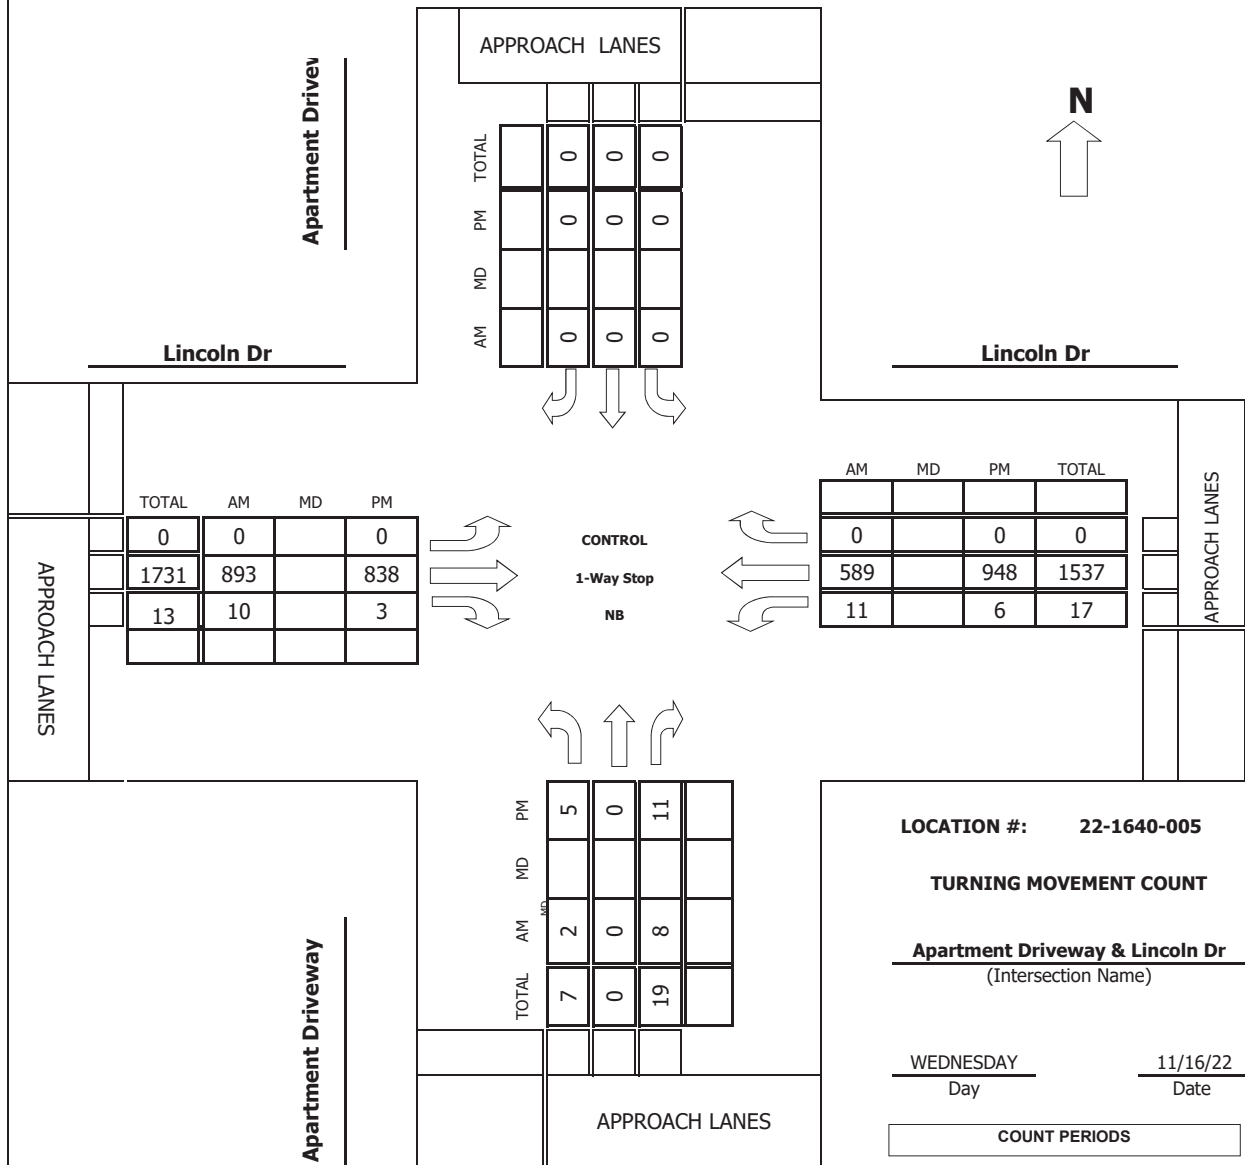 APPROACH LANES
Apartment Drivew
N
TOTAL 0 0 0
PM 0 0 0
MD
AM 0 0 0
Lincoln Dr
Lincoln Dr
TOTAL AM MD PM
0 0 0
1731 893 838
13 10 3
APPROACH LANES
CONTROL
1-Way Stop
NB
AM MD PM TOTAL
0 0 0
589 948 1537
11 6 17
APPROACH LANES
PM 5 0 11
MD
MD
AM 2 0 8
TOTAL 7 0 19
Apartment Driveway
APPROACH LANES
LOCATION #: 22-1640-005
TURNING MOVEMENT COUNT
Apartment Driveway & Lincoln Dr
(Intersection Name)
WEDNESDAY 11/16/22
Day Date
COUNT PERIODS